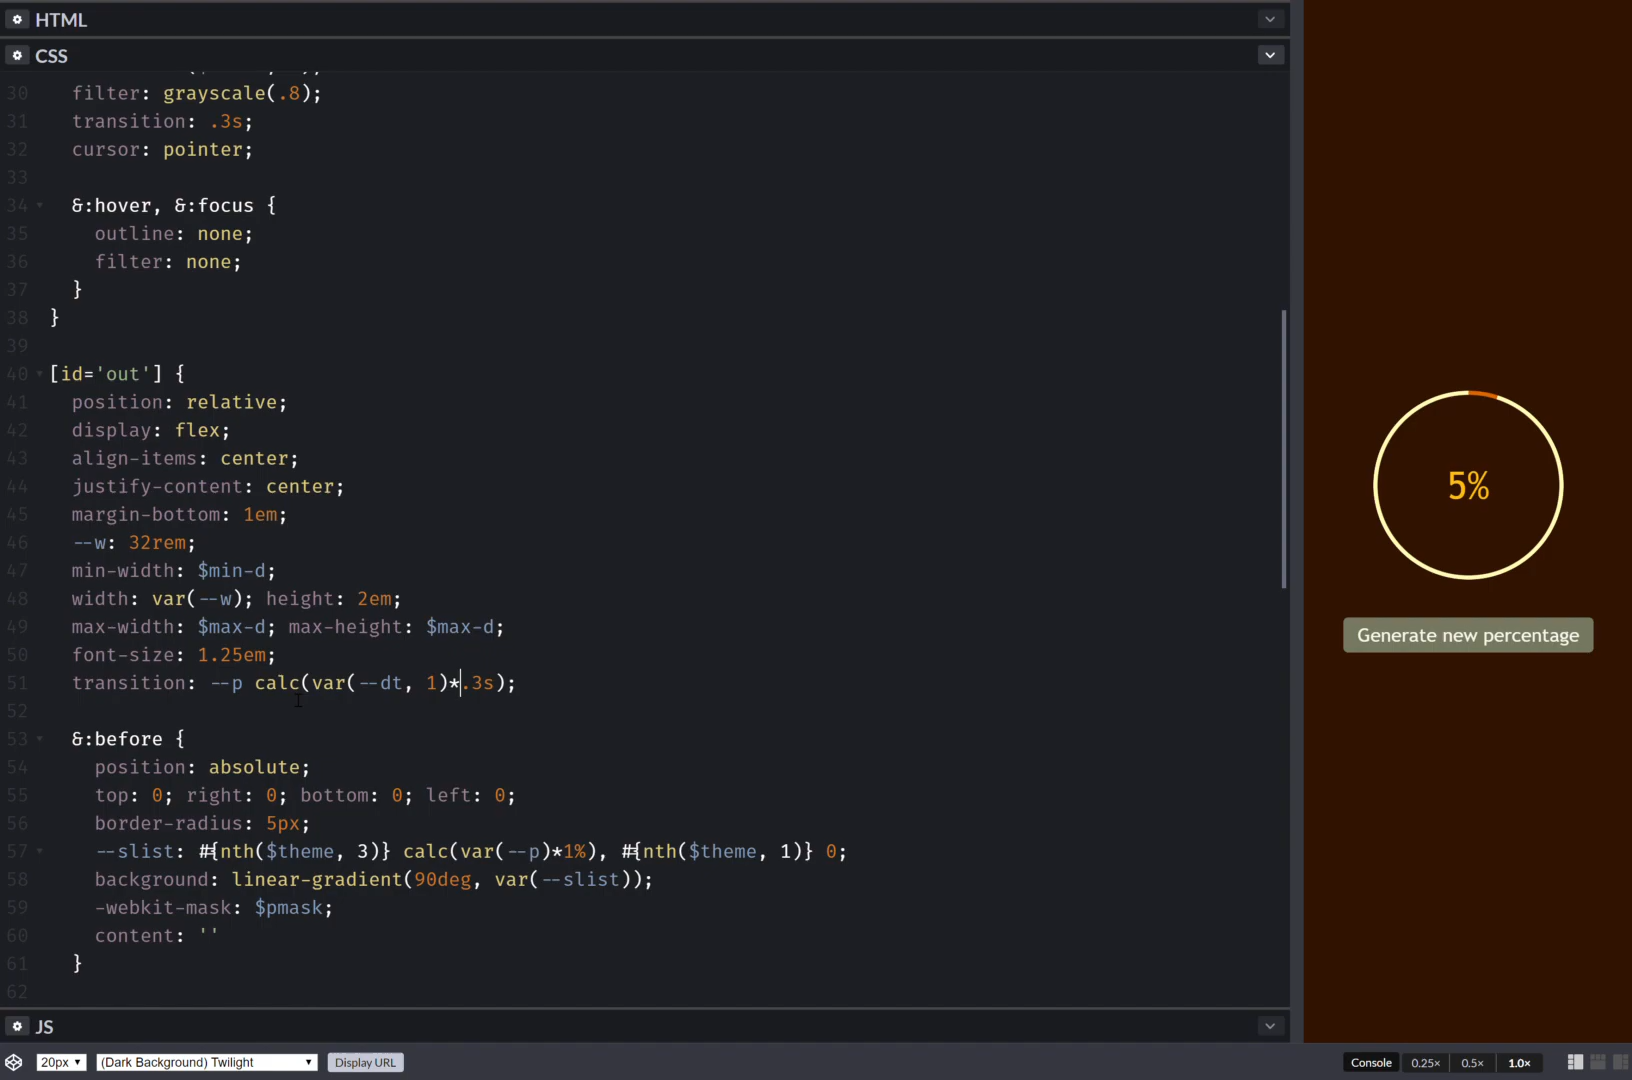 HTML
CSS
30 filter: grayscale(.8);
31 transition: .3s;
32 cursor: pointer;
33
34 &:hover, &:focus {
35 outline: none;
36 filter: none;
37 }
38 }
39
40 [id='out'] {
41 position: relative;
42 display: flex;
43 align-items: center;
44 justify-content: center;
45 margin-bottom: 1em;
46 --w: 32rem;
47 min-width: $min-d;
48 width: var(--w); height: 2em;
49 max-width: $max-d; max-height: $max-d;
50 font-size: 1.25em;
51 transition: --p calc(var(--dt, 1)*.3s);
52
53 &:before {
54 position: absolute;
55 top: 0; right: 0; bottom: 0; left: 0;
56 border-radius: 5px;
57 --slist: #{nth($theme, 3)} calc(var(--p)*1%), #{nth($theme, 1)} 0;
58 background: linear-gradient(90deg, var(--slist));
59 -webkit-mask: $pmask;
60 content: ''
61 }
62
5%
Generate new percentage
JS
20px (Dark Background) Twilight Display URL Console 0.25× 0.5× 1.0×